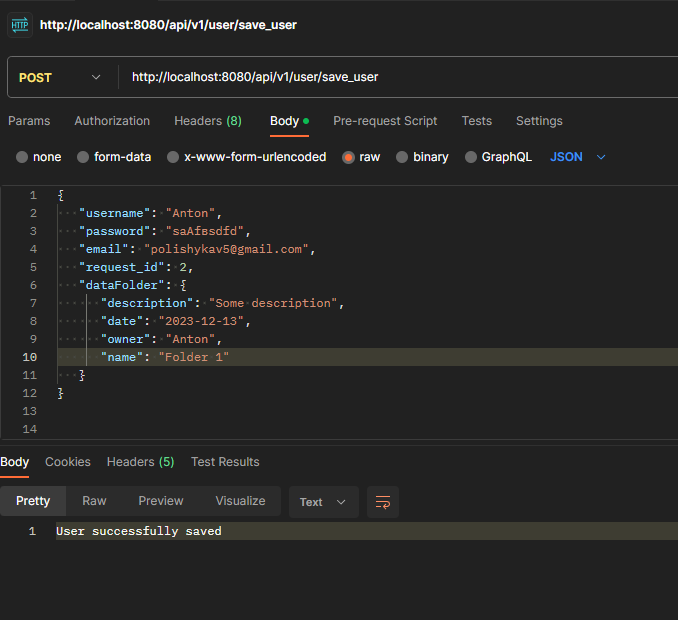 HTTP http://localhost:8080/api/v1/user/save_user
POST http://localhost:8080/api/v1/user/save_user
Params Authorization Headers (8) Body Pre-request Script Tests Settings
none form-data x-www-form-urlencoded raw binary GraphQL JSON
1 {
2 "username": "Anton",
3 "password": "saAfssdfd",
4 "email": "polishykav5@gmail.com",
5 "request_id": 2,
6 "dataFolder": {
7 "description": "Some description",
8 "date": "2023-12-13",
9 "owner": "Anton",
10 "name": "Folder 1"
11 }
12 }
13
14
Body Cookies Headers (5) Test Results
Pretty Raw Preview Visualize Text
1 User successfully saved